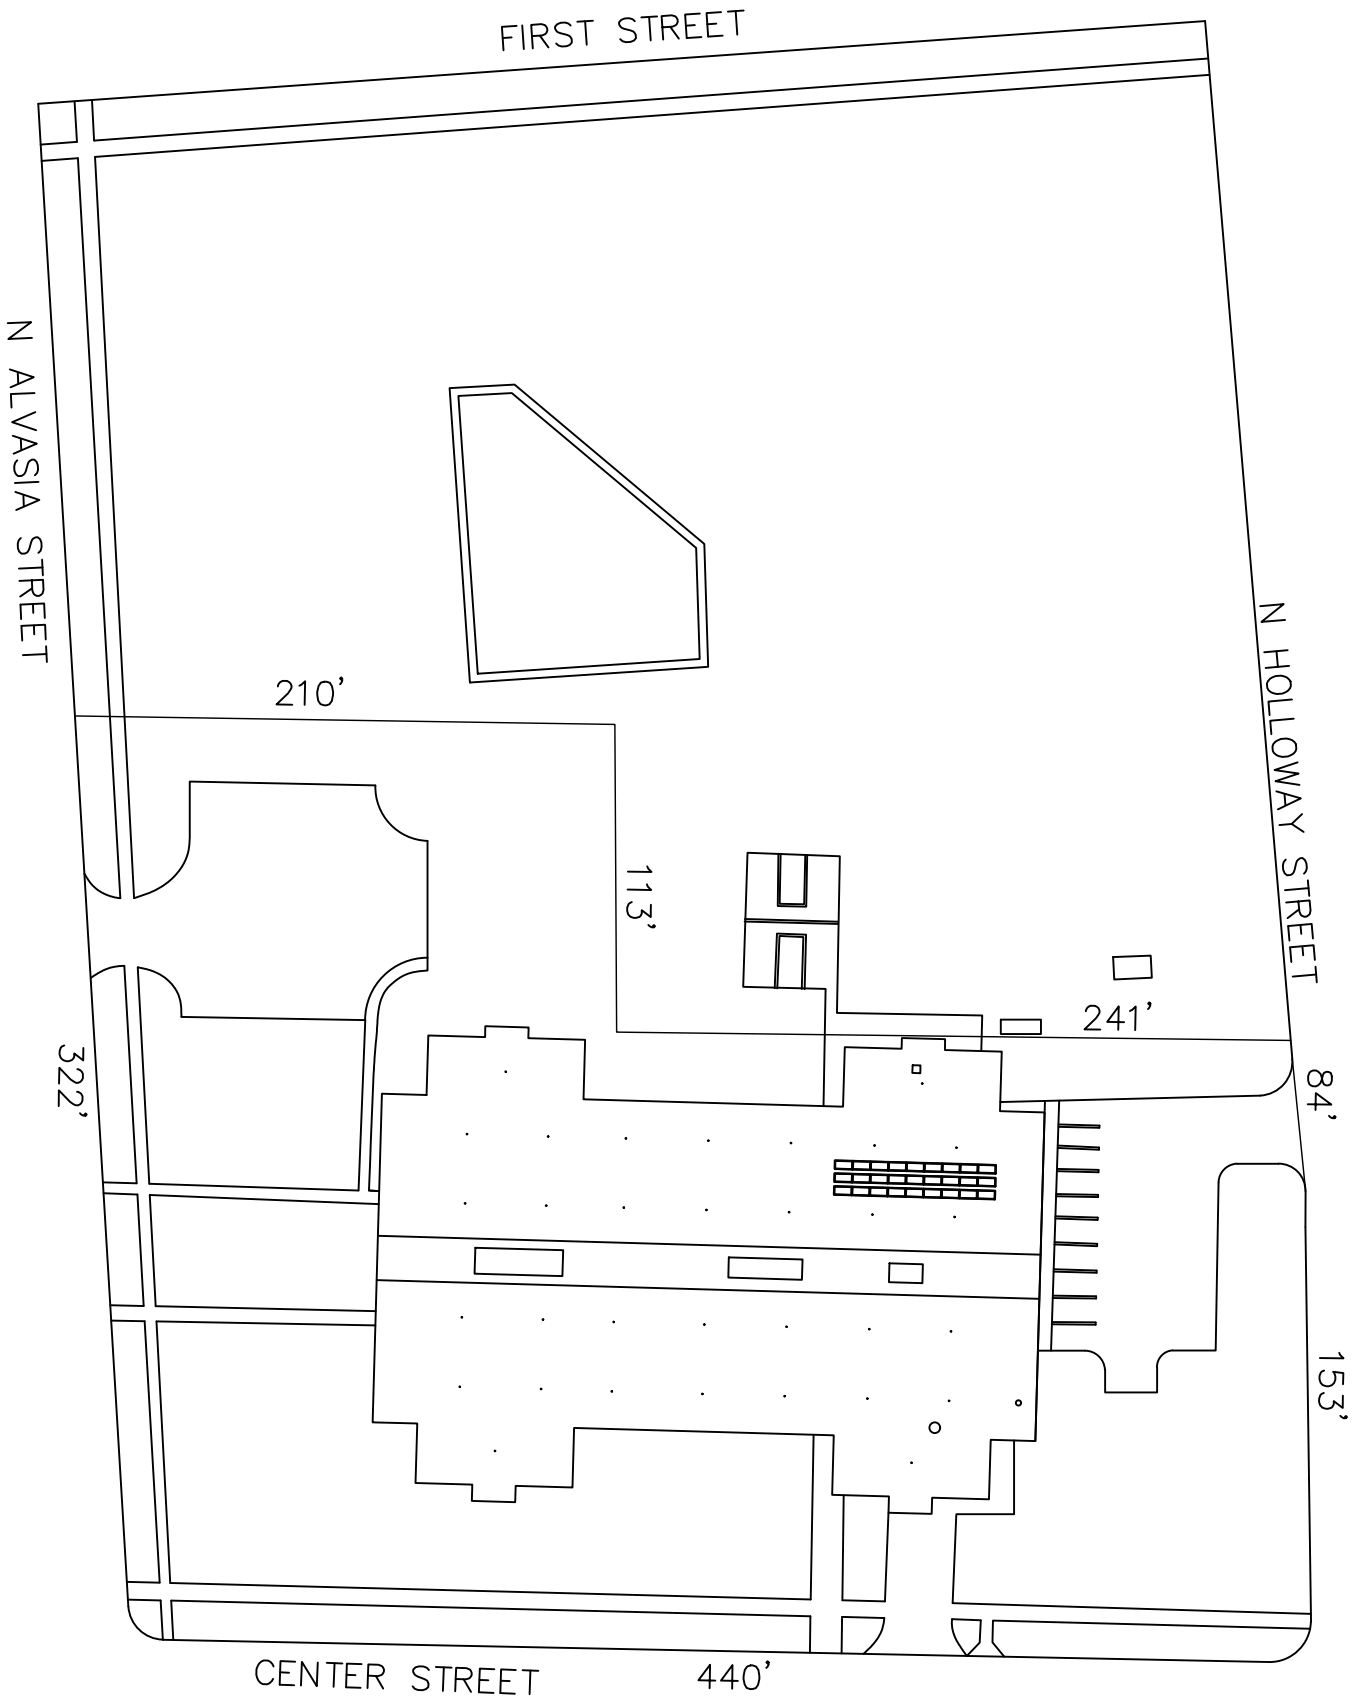 FIRST STREET
N ALVASIA STREET
N HOLLOWAY STREET
210'
113'
241'
84'
322'
153'
CENTER STREET
440'